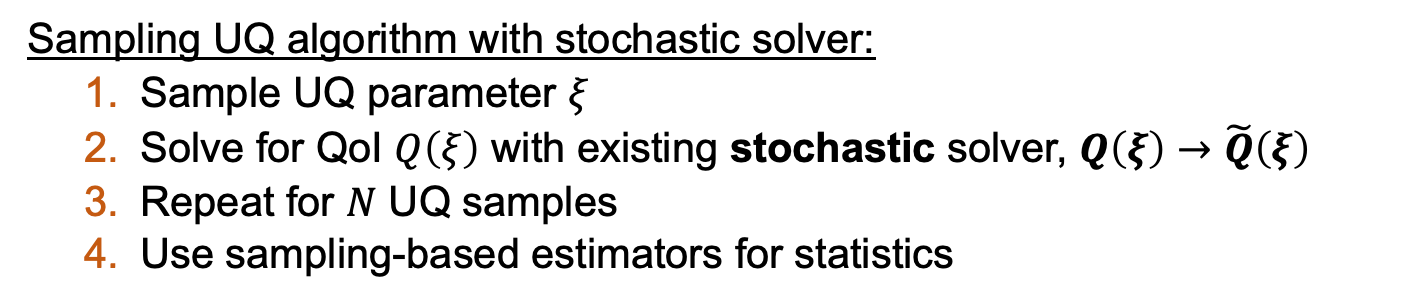 Sampling UQ algorithm with stochastic solver:
1. Sample UQ parameter ξ
2. Solve for QoI Q(ξ) with existing stochastic solver, Q(ξ) → Q̃(ξ)
3. Repeat for N UQ samples
4. Use sampling-based estimators for statistics